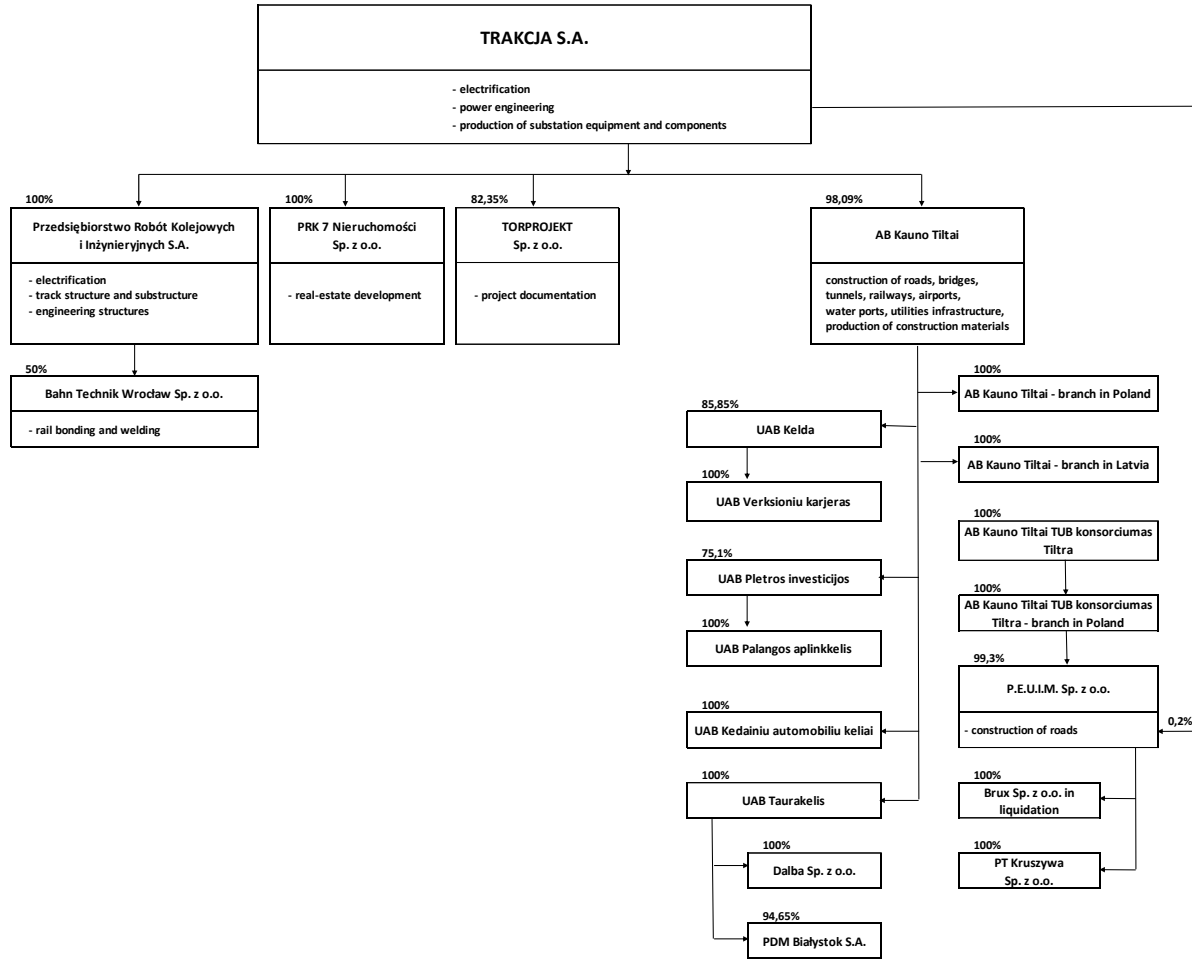 TRAKCJA S.A.
- electrification
- power engineering
- production of substation equipment and components
100%
Przedsiębiorstwo Robót Kolejowych
i Inżynieryjnych S.A.
- electrification
- track structure and substructure
- engineering structures
100%
PRK 7 Nieruchomości
Sp. z o.o.
- real-estate development
82,35%
TORPROJEKT
Sp. z o.o.
- project documentation
98,09%
AB Kauno Tiltai
construction of roads, bridges,
tunnels, railways, airports,
water ports, utilities infrastructure,
production of construction materials
50%
Bahn Technik Wrocław Sp. z o.o.
- rail bonding and welding
85,85%
UAB Kelda
100%
UAB Verksioniu karjeras
75,1%
UAB Pletros investicijos
100%
UAB Palangos aplinkkelis
100%
UAB Kedainiu automobiliu keliai
100%
UAB Taurakelis
100%
Dalba Sp. z o.o.
94,65%
PDM Białystok S.A.
100%
AB Kauno Tiltai - branch in Poland
100%
AB Kauno Tiltai - branch in Latvia
100%
AB Kauno Tiltai TUB konsorciumas
Tiltra
100%
AB Kauno Tiltai TUB konsorciumas
Tiltra - branch in Poland
99,3%
P.E.U.I.M. Sp. z o.o.
- construction of roads
0,2%
100%
Brux Sp. z o.o. in
liquidation
100%
PT Kruszywa
Sp. z o.o.